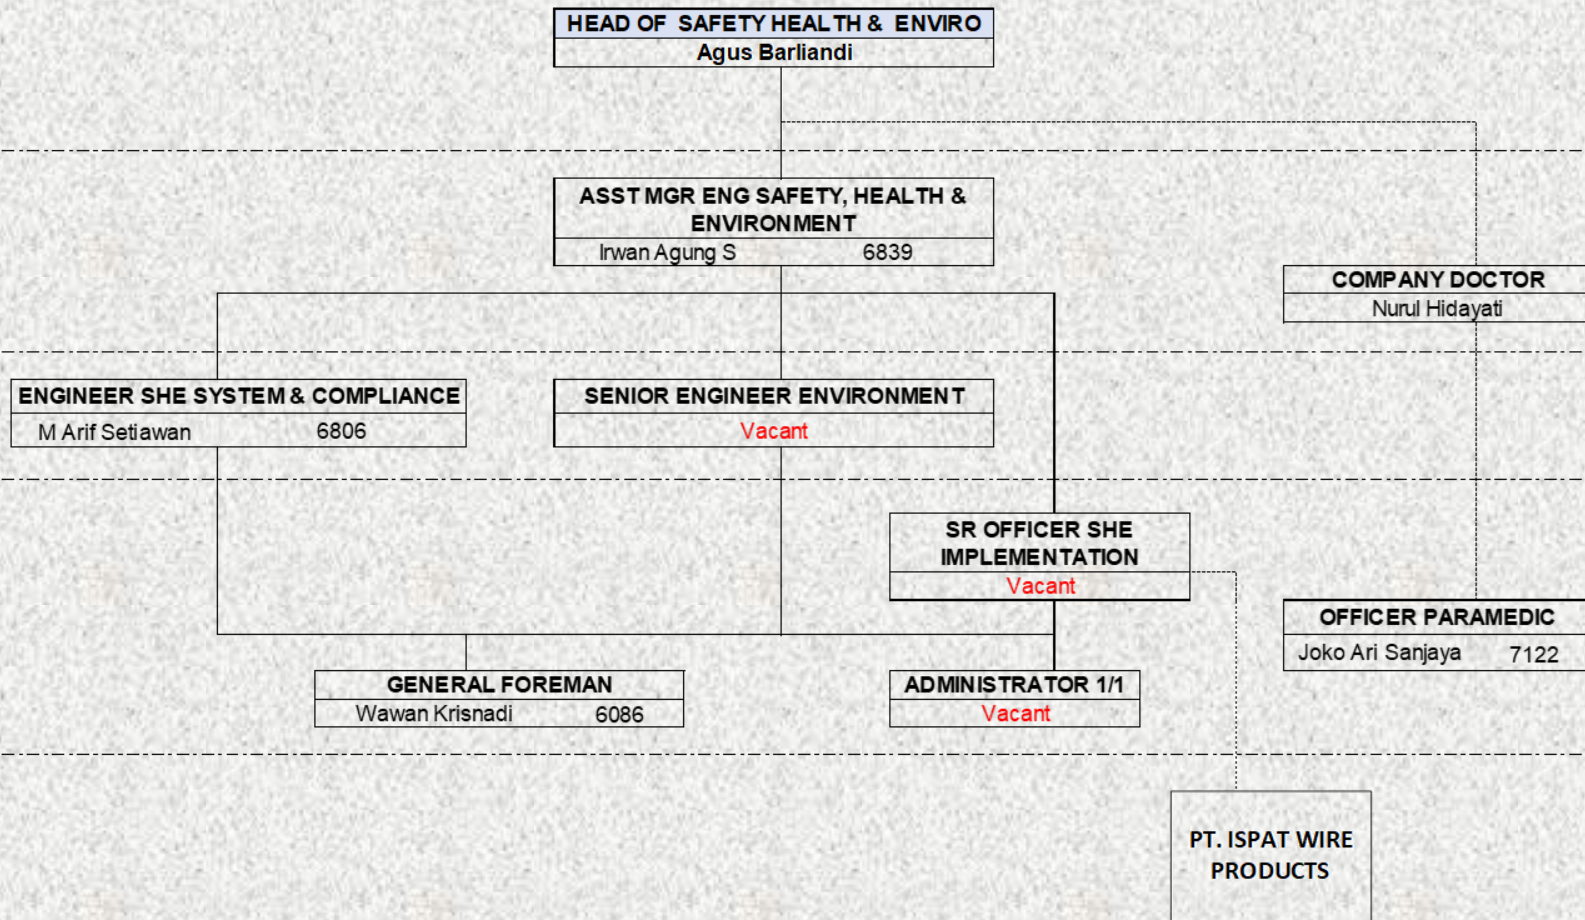 HEAD OF SAFETY HEALTH & ENVIRO
Agus Barliandi
ASST MGR ENG SAFETY, HEALTH &
ENVIRONMENT
Irwan Agung S 6839
COMPANY DOCTOR
Nurul Hidayati
ENGINEER SHE SYSTEM & COMPLIANCE
M Arif Setiawan 6806
SENIOR ENGINEER ENVIRONMENT
Vacant
SR OFFICER SHE
IMPLEMENTATION
Vacant
OFFICER PARAMEDIC
Joko Ari Sanjaya 7122
GENERAL FOREMAN
Wawan Krisnadi 6086
ADMINISTRATOR 1/1
Vacant
PT. ISPAT WIRE
PRODUCTS